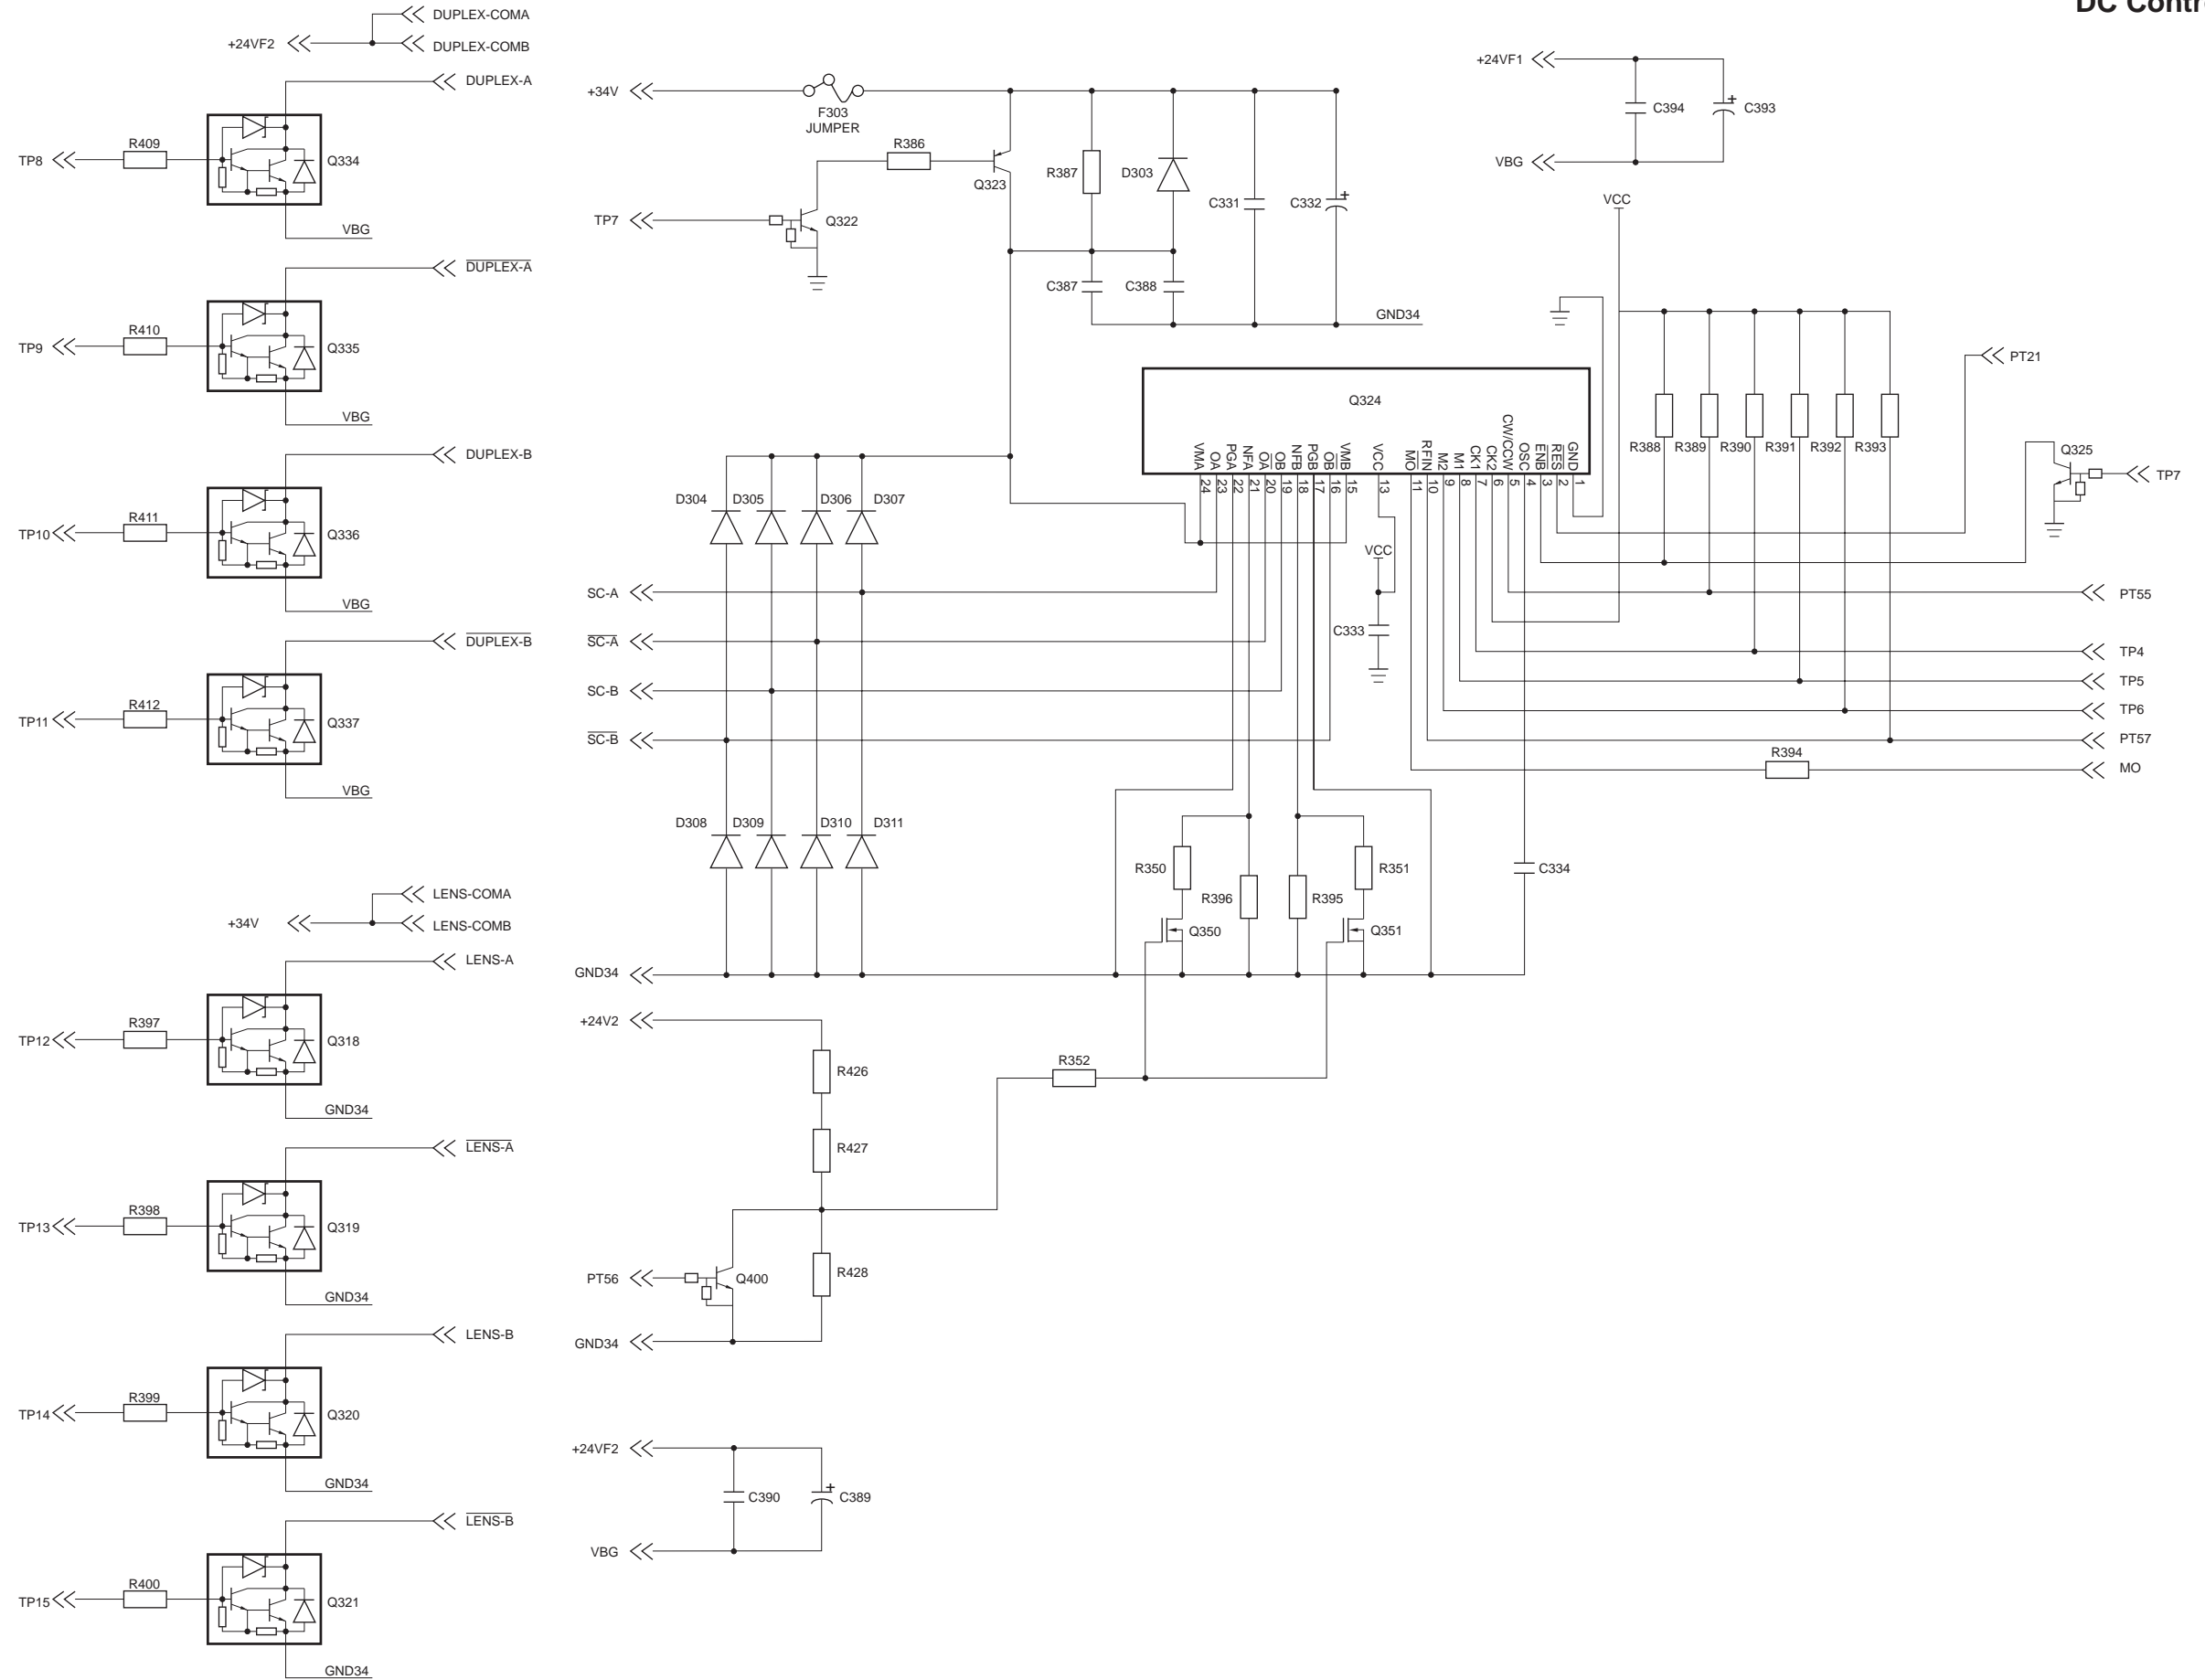 DC Contr
DUPLEX-COMA
+24VF2
DUPLEX-COMB
DUPLEX-A
TP8
R409
Q334
VBG
DUPLEX-A
TP9
R410
Q335
VBG
DUPLEX-B
TP10
R411
Q336
VBG
DUPLEX-B
TP11
R412
Q337
VBG
LENS-COMA
+34V
LENS-COMB
LENS-A
TP12
R397
Q318
GND34
LENS-A
TP13
R398
Q319
GND34
LENS-B
TP14
R399
Q320
GND34
LENS-B
TP15
R400
Q321
GND34
+34V
F303
JUMPER
R386
Q323
TP7
Q322
R387
D303
C331
C332
C387
C388
GND34
+24VF1
C394
C393
VBG
VCC
PT21
Q324
VMA
OA
PGA
NFA
OA
OB
NFB
PGB
OB
VMB
VCC
MO
RFIN
M2
M1
CK1
CK2
CW/CCW
OSC
ENB
RES
GND
24
23
22
21
20
19
18
17
16
15
13
11
10
9
8
7
6
5
4
3
2
1
R388
R389
R390
R391
R392
R393
Q325
TP7
D304
D305
D306
D307
VCC
C333
SC-A
SC-A
SC-B
SC-B
PT55
TP4
TP5
TP6
PT57
R394
MO
D308
D309
D310
D311
R350
R396
R395
R351
C334
Q350
Q351
GND34
+24V2
R426
R352
R427
PT56
Q400
R428
GND34
+24VF2
C390
C389
VBG